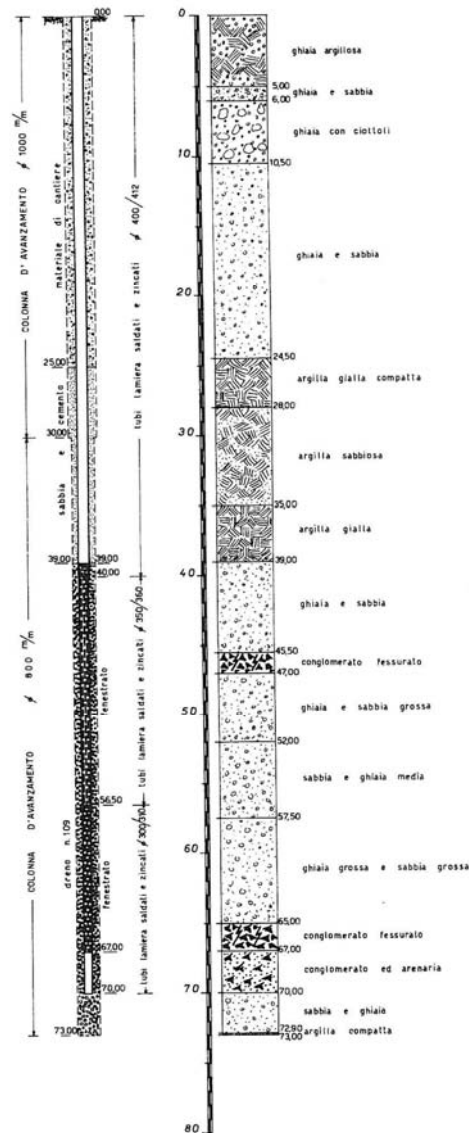 0,00
COLONNA D'AVANZAMENTO ø 1000 m/m
materiale di cantiere
25,00
sabbia e cemento
30,00
39,00
39,00
40,00
COLONNA D'AVANZAMENTO ø 800 m/m
fenestrato
56,50
dreno n.109
fenestrato
67,00
70,00
73,00
tubi lamiera saldati e zincati ø 400/412
tubi lamiera saldati e zincati ø 350/360
tubi lamiera saldati e zincati ø 300/310
0
10
20
30
40
50
60
70
80
ghiaia argillosa
5,00
ghiaia e sabbia
6,00
ghiaia con ciottoli
10,50
ghiaia e sabbia
24,50
argilla gialla compatta
28,00
argilla sabbiosa
35,00
argilla gialla
39,00
ghiaia e sabbia
45,50
conglomerato fessurato
47,00
ghiaia e sabbia grossa
52,00
sabbia e ghiaia media
57,50
ghiaia grossa e sabbia grossa
65,00
conglomerato fessurato
67,00
conglomerato ed arenaria
70,00
sabbia e ghiaia
72,90
argilla compatta
73,00